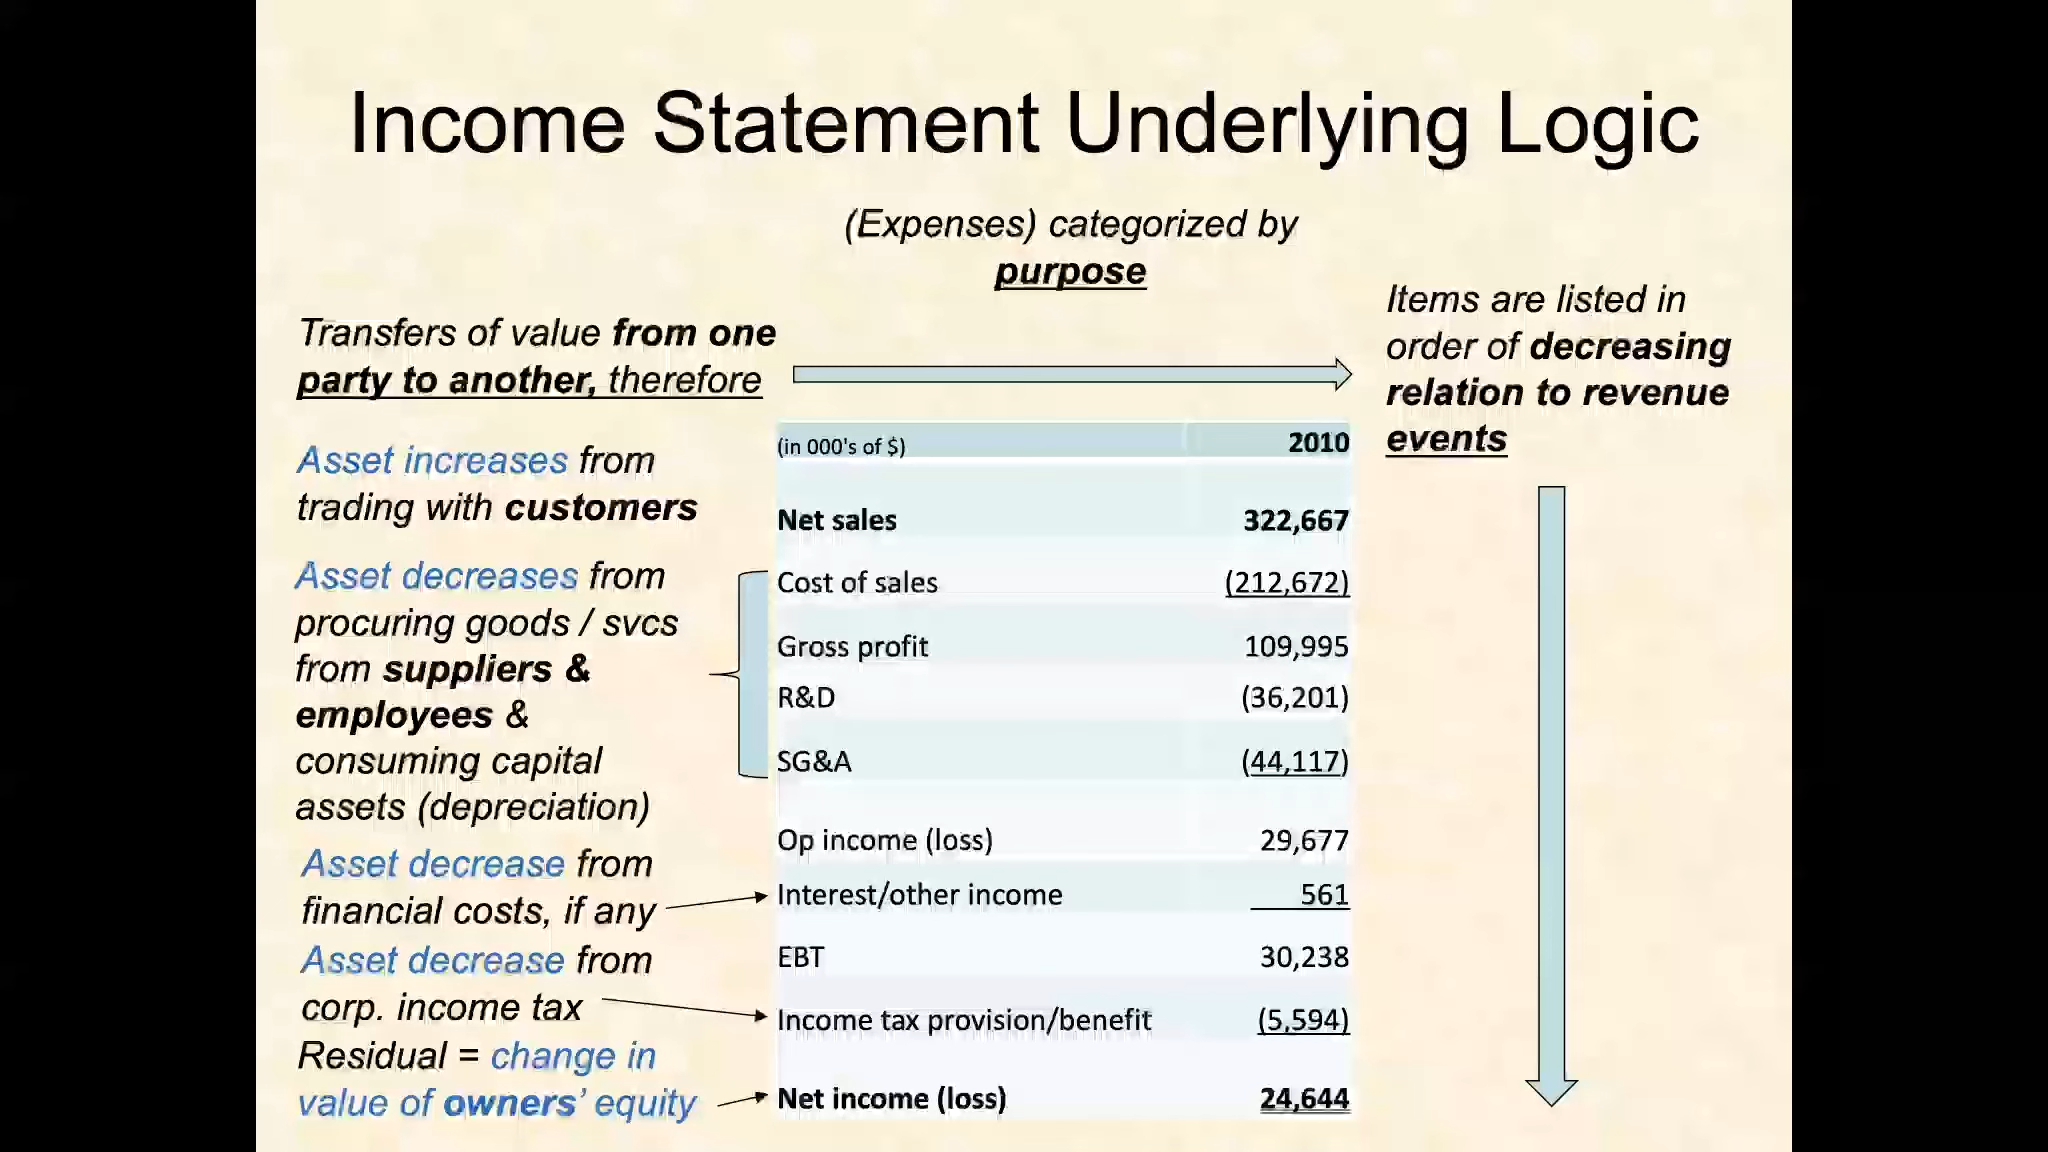 Income Statement Underlying Logic
(Expenses) categorized by
purpose
Transfers of value from one
party to another, therefore
Items are listed in
order of decreasing
relation to revenue
events
Asset increases from
trading with customers
Asset decreases from
procuring goods / svcs
from suppliers &
employees &
consuming capital
assets (depreciation)
Asset decrease from
financial costs, if any
Asset decrease from
corp. income tax
Residual = change in
value of owners’ equity
(in 000's of $) 2010
Net sales 322,667
Cost of sales (212,672)
Gross profit 109,995
R&D (36,201)
SG&A (44,117)
Op income (loss) 29,677
Interest/other income 561
EBT 30,238
Income tax provision/benefit (5,594)
Net income (loss) 24,644